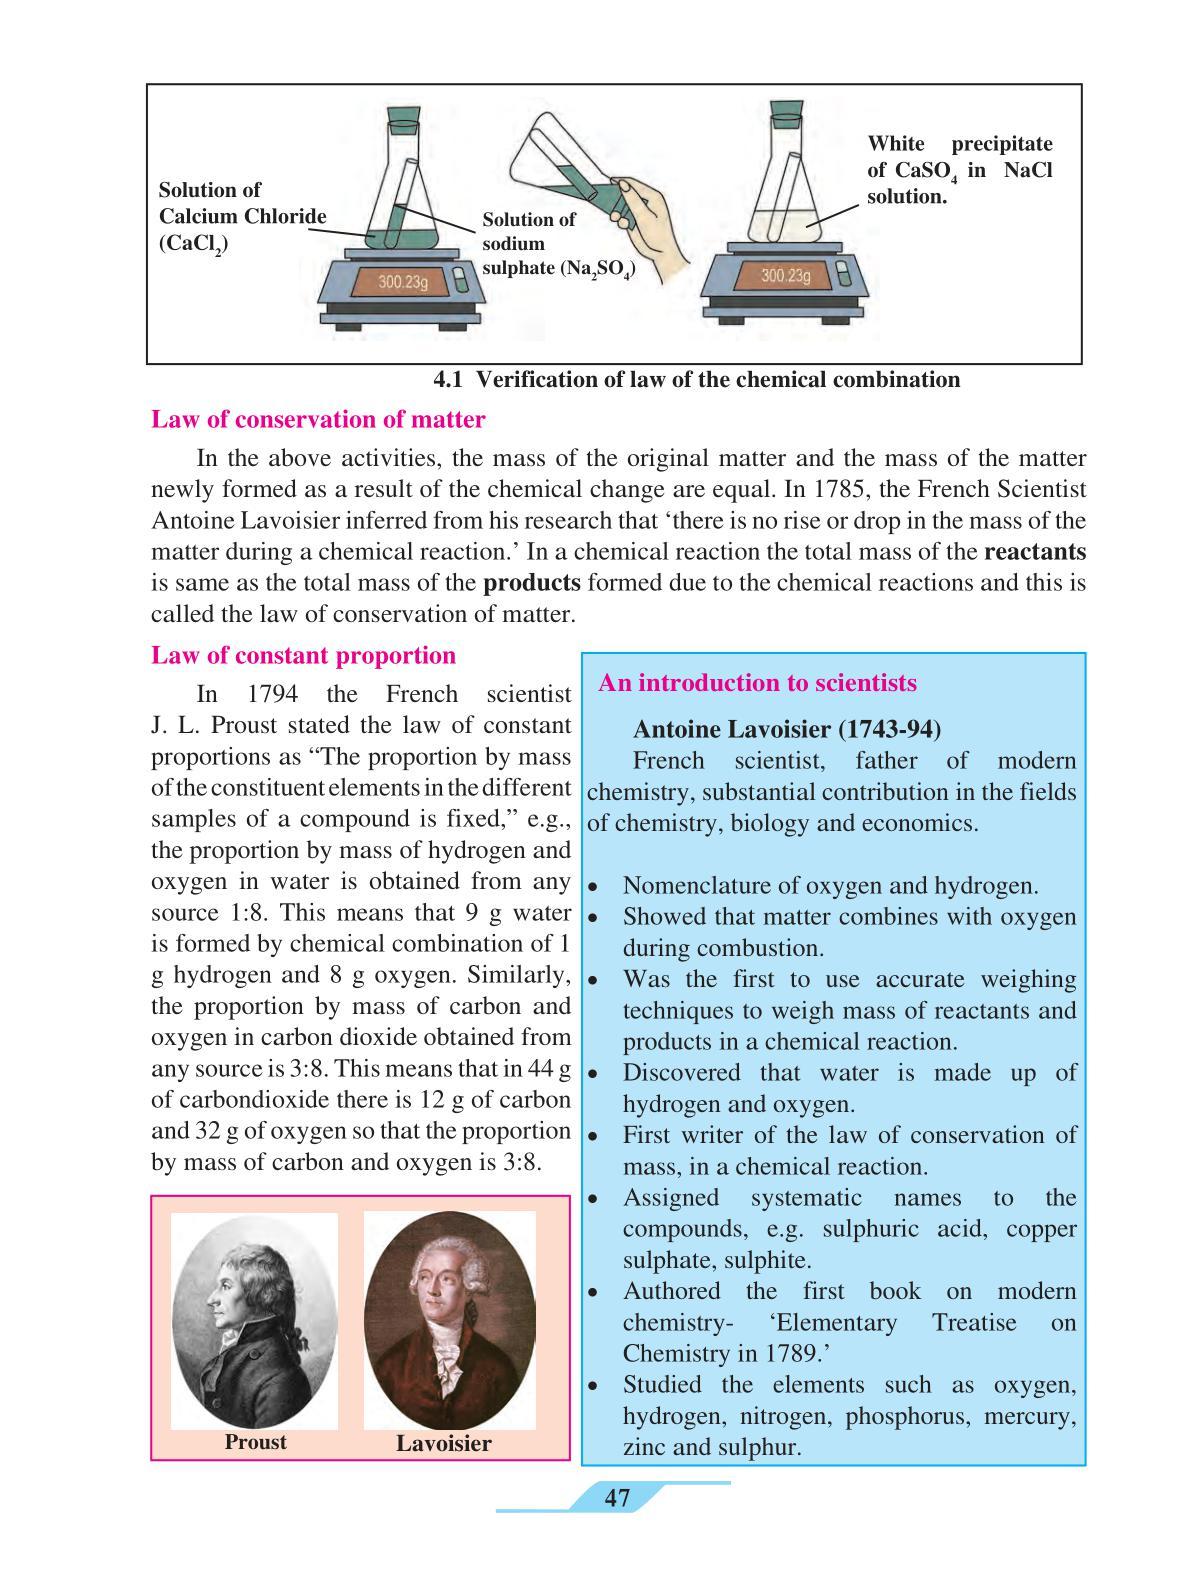 Solution of
Calcium Chloride
(CaCl2)
Solution of
sodium
sulphate (Na2SO4)
White precipitate
of CaSO4 in NaCl
solution.
300.23g
300.23g
4.1 Verification of law of the chemical combination
Law of conservation of matter
In the above activities, the mass of the original matter and the mass of the matter
newly formed as a result of the chemical change are equal. In 1785, the French Scientist
Antoine Lavoisier inferred from his research that ‘there is no rise or drop in the mass of the
matter during a chemical reaction.’ In a chemical reaction the total mass of the reactants
is same as the total mass of the products formed due to the chemical reactions and this is
called the law of conservation of matter.
Law of constant proportion
In 1794 the French scientist
J. L. Proust stated the law of constant
proportions as “The proportion by mass
of the constituent elements in the different
samples of a compound is fixed,” e.g.,
the proportion by mass of hydrogen and
oxygen in water is obtained from any
source 1:8. This means that 9 g water
is formed by chemical combination of 1
g hydrogen and 8 g oxygen. Similarly,
the proportion by mass of carbon and
oxygen in carbon dioxide obtained from
any source is 3:8. This means that in 44 g
of carbondioxide there is 12 g of carbon
and 32 g of oxygen so that the proportion
by mass of carbon and oxygen is 3:8.
Proust
Lavoisier
An introduction to scientists
Antoine Lavoisier (1743-94)
French scientist, father of modern
chemistry, substantial contribution in the fields
of chemistry, biology and economics.
• Nomenclature of oxygen and hydrogen.
• Showed that matter combines with oxygen
during combustion.
• Was the first to use accurate weighing
techniques to weigh mass of reactants and
products in a chemical reaction.
• Discovered that water is made up of
hydrogen and oxygen.
• First writer of the law of conservation of
mass, in a chemical reaction.
• Assigned systematic names to the
compounds, e.g. sulphuric acid, copper
sulphate, sulphite.
• Authored the first book on modern
chemistry- ‘Elementary Treatise on
Chemistry in 1789.’
• Studied the elements such as oxygen,
hydrogen, nitrogen, phosphorus, mercury,
zinc and sulphur.
47